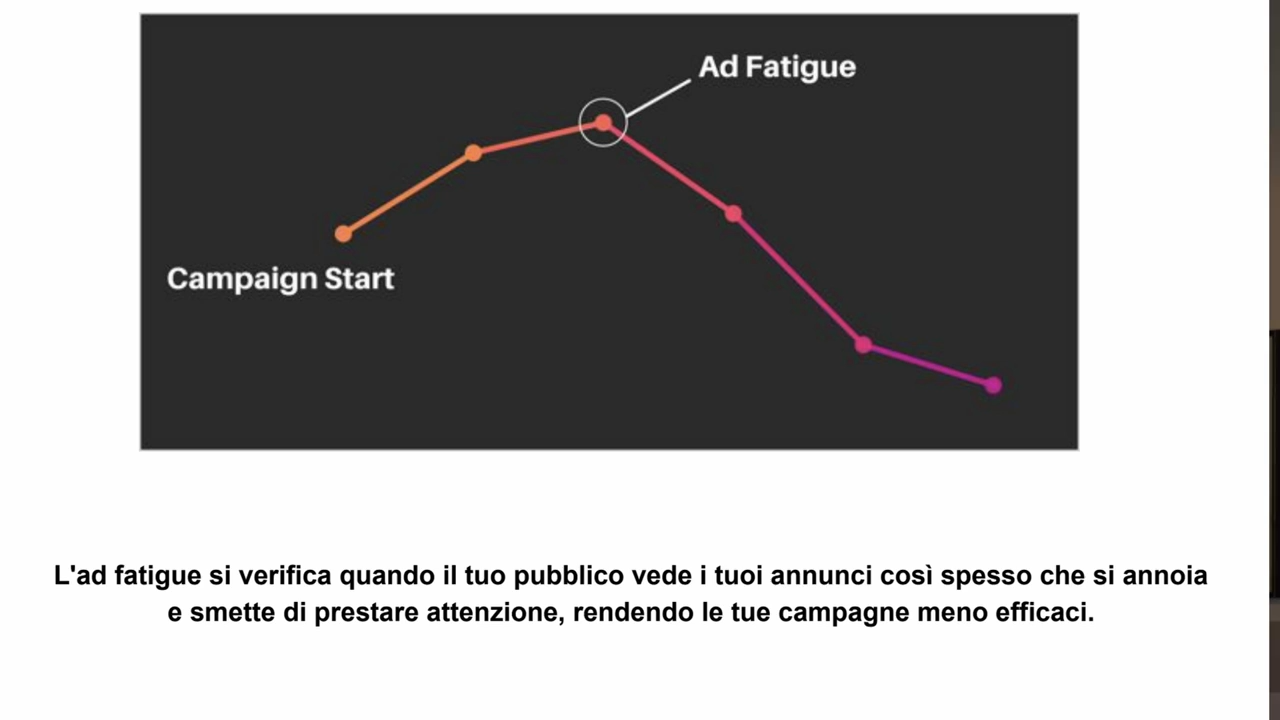 Ad Fatigue
Campaign Start
L'ad fatigue si verifica quando il tuo pubblico vede i tuoi annunci così spesso che si annoia
e smette di prestare attenzione, rendendo le tue campagne meno efficaci.